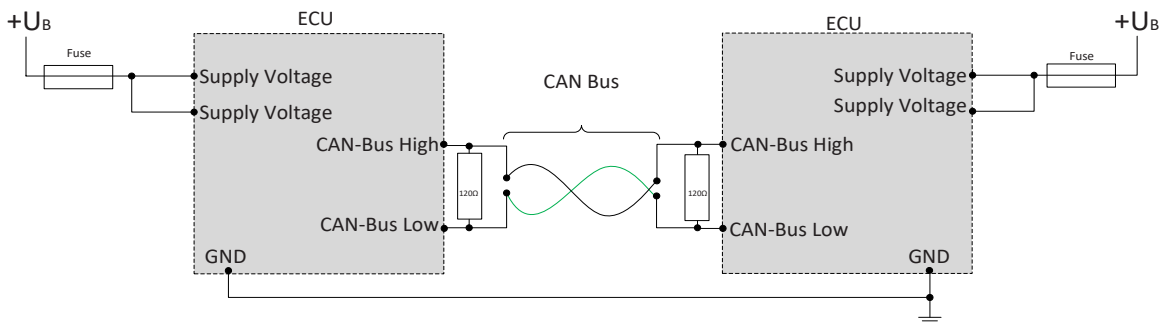 ECU
ECU
+UB
+UB
Fuse
Fuse
Supply Voltage
Supply Voltage
CAN Bus
Supply Voltage
Supply Voltage
CAN-Bus High
CAN-Bus High
120Ω
120Ω
CAN-Bus Low
CAN-Bus Low
GND
GND